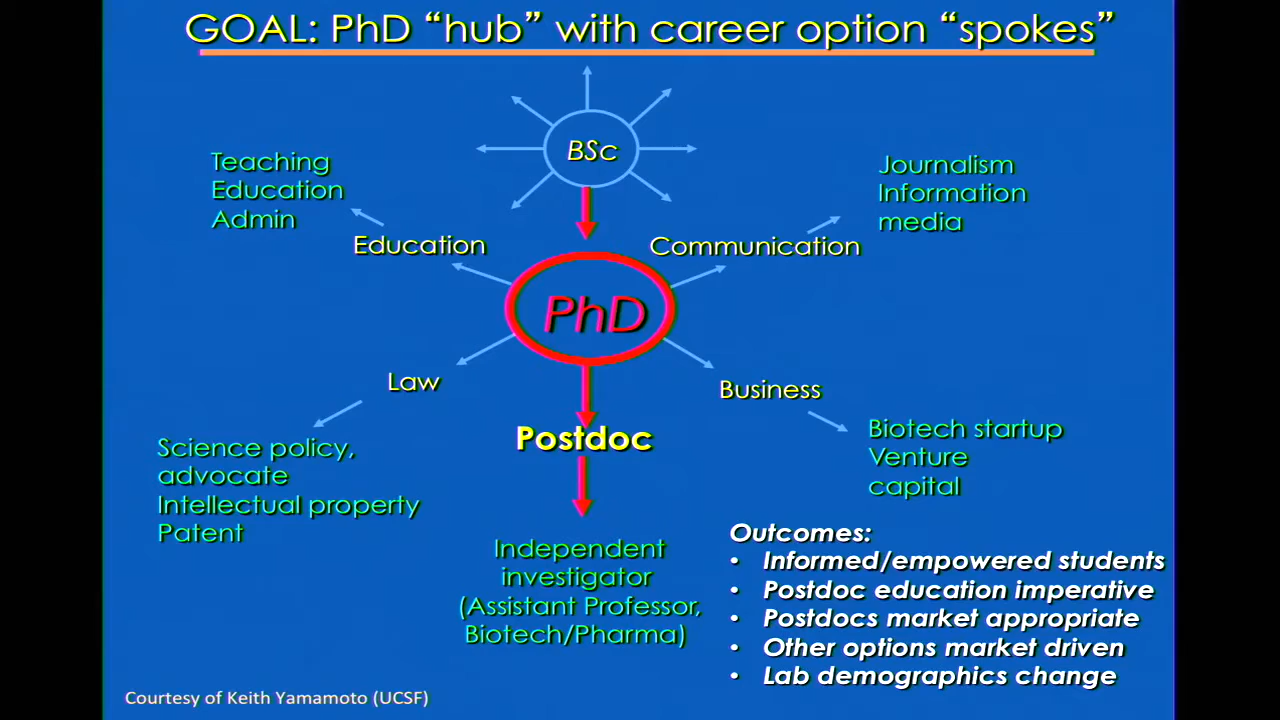 GOAL: PhD “hub” with career option “spokes”
BSc
Teaching
Education
Admin
Journalism
Information
media
Education
Communication
PhD
Law
Business
Postdoc
Science policy,
advocate
Intellectual property
Patent
Biotech startup
Venture
capital
Independent
investigator
(Assistant Professor,
Biotech/Pharma)
Outcomes:
• Informed/empowered students
• Postdoc education imperative
• Postdocs market appropriate
• Other options market driven
• Lab demographics change
Courtesy of Keith Yamamoto (UCSF)